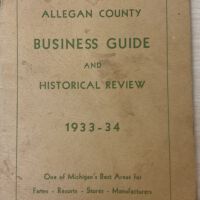 ALLEGAN COUNTY
BUSINESS GUIDE
AND
HISTORICAL REVIEW
1933-34
One of Michigan's Best Areas for
Farms - Resorts - Stores - Manufacturers